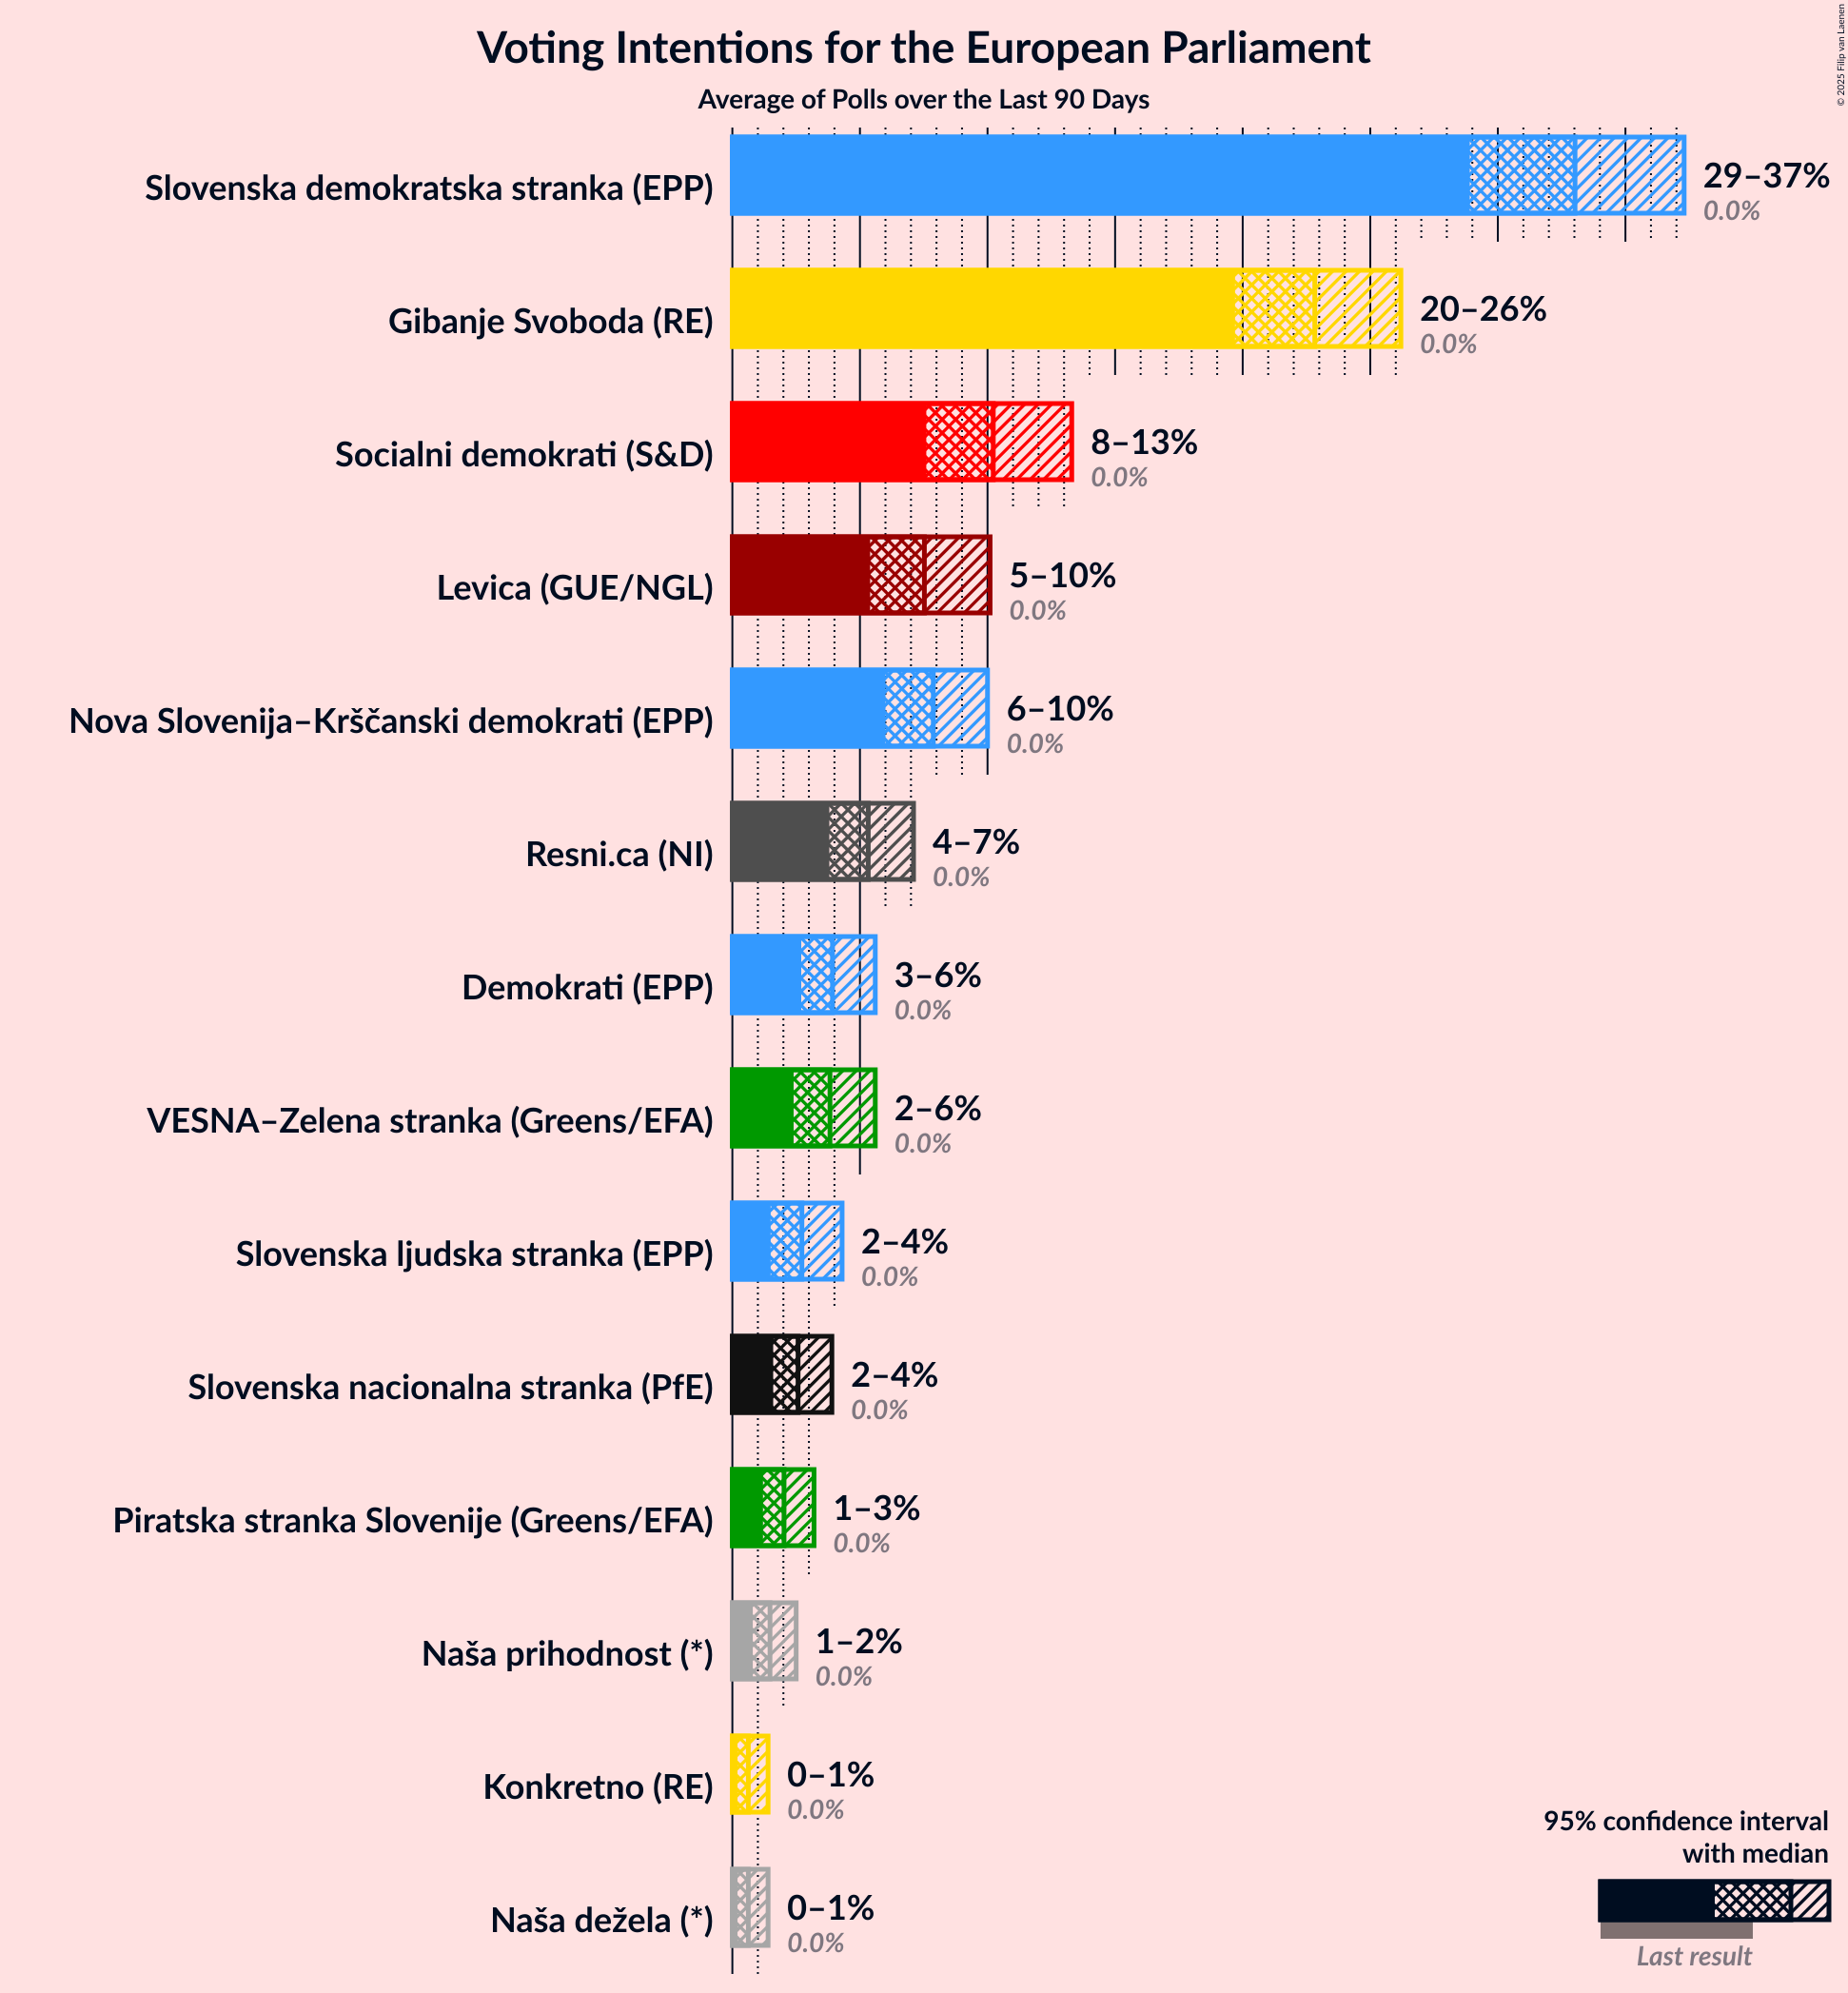 Voting Intentions for the European Parliament
Average of Polls over the Last 90 Days
© 2025 Filip van Laenen
Slovenska demokratska stranka (EPP)
29–37%
0.0%
Gibanje Svoboda (RE)
20–26%
0.0%
Socialni demokrati (S&D)
8–13%
0.0%
Levica (GUE/NGL)
5–10%
0.0%
Nova Slovenija–Krščanski demokrati (EPP)
6–10%
0.0%
Resni.ca (NI)
4–7%
0.0%
Demokrati (EPP)
3–6%
0.0%
VESNA–Zelena stranka (Greens/EFA)
2–6%
0.0%
Slovenska ljudska stranka (EPP)
2–4%
0.0%
Slovenska nacionalna stranka (PfE)
2–4%
0.0%
Piratska stranka Slovenije (Greens/EFA)
1–3%
0.0%
Naša prihodnost (*)
1–2%
0.0%
Konkretno (RE)
0–1%
0.0%
Naša dežela (*)
0–1%
0.0%
95% confidence interval
with median
Last result